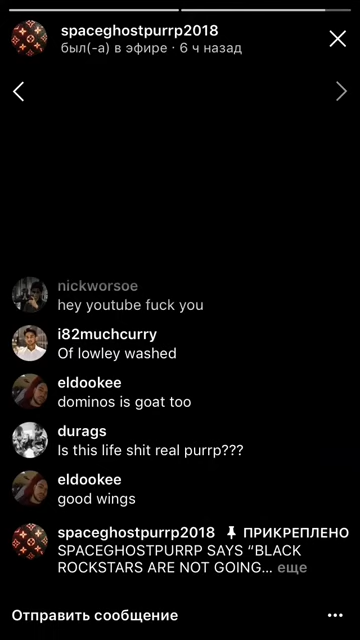 spaceghostpurrp2018
был(-а) в эфире · 6 ч назад
nickworsoe
hey youtube fuck you
i82muchcurry
Of lowley washed
eldookee
dominos is goat too
durags
Is this life shit real purrp???
eldookee
good wings
spaceghostpurrp2018 ПРИКРЕПЛЕНО
SPACEGHOSTPURRP SAYS “BLACK
ROCKSTARS ARE NOT GOING... еще
Отправить сообщение